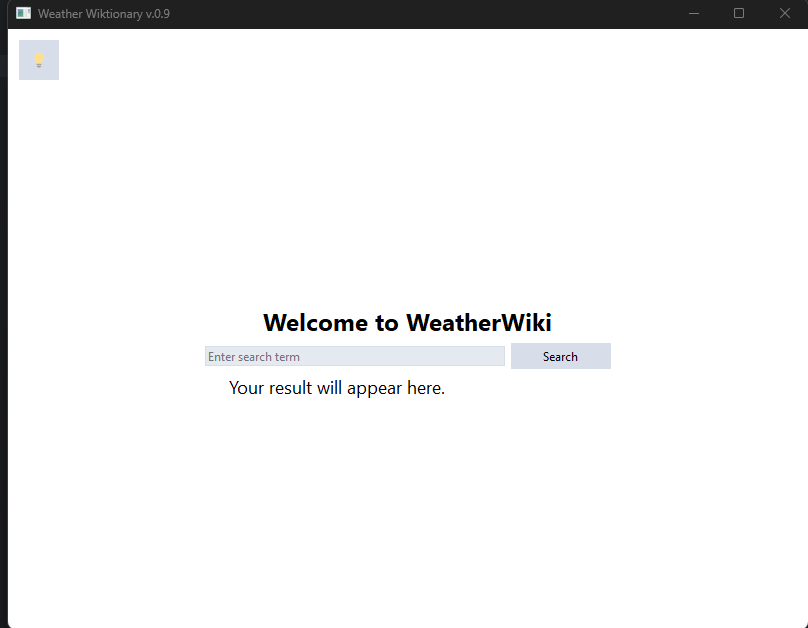 Weather Wiktionary v.0.9
Welcome to WeatherWiki
Enter search term
Search
Your result will appear here.